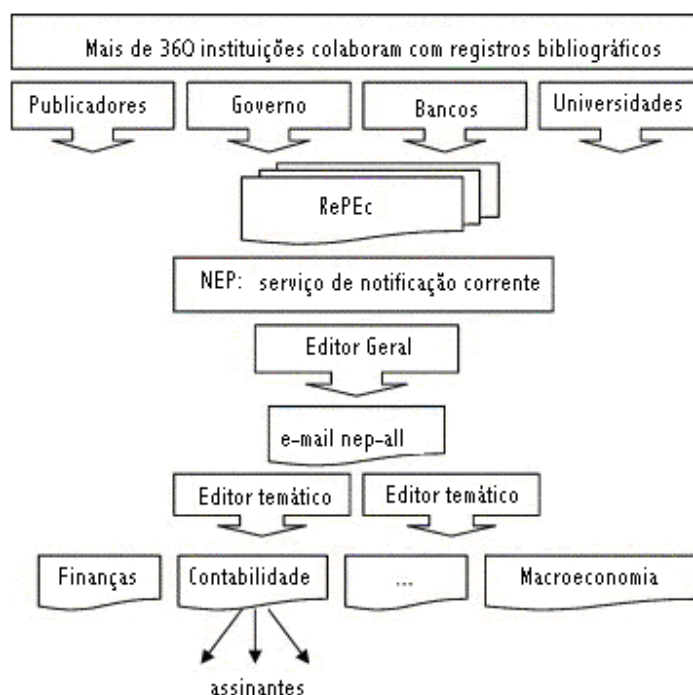 Mais de 360 instituições colaboram com registros bibliográficos
Publicadores
Governo
Bancos
Universidades
RePEc
NEP: serviço de notificação corrente
Editor Geral
e-mail nep-all
Editor temático
Editor temático
Finanças
Contabilidade
...
Macroeconomia
assinantes